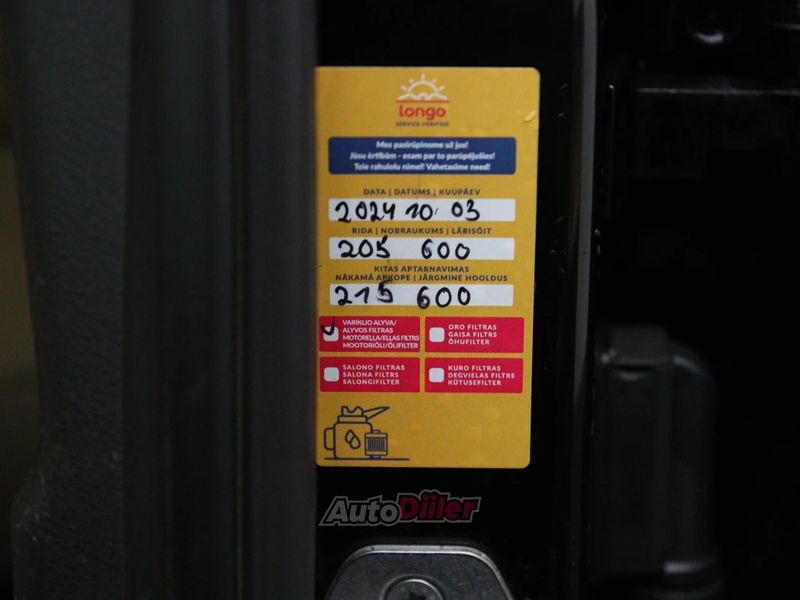 longo
SERVICE VERIFIED
Mes pasirūpinome už jus!
Jūsu ērtībām - esam par to parūpējušies!
Teie rahulolu nimel! Vahetasime need!
DATA | DATUMS | KUUPÄEV
2024 10 03
RIDA | NOBRAUKUMS | LÄBISÕIT
205 600
KITAS APTARNAVIMAS
NĀKAMĀ APKOPE | JÄRGMINE HOOLDUS
215 600
VARIKLIO ALYVA/
ALYVOS FILTRAS
MOTOREĻĻA/EĻĻAS FILTRS
MOOTORIÕLI/ÕLIFILTER
ORO FILTRAS
GAISA FILTRS
ÕHUFILTER
SALONO FILTRAS
SALONA FILTRS
SALONGIFILTER
KURO FILTRAS
DEGVIELAS FILTRS
KÜTUSEFILTER
AutoDiiler